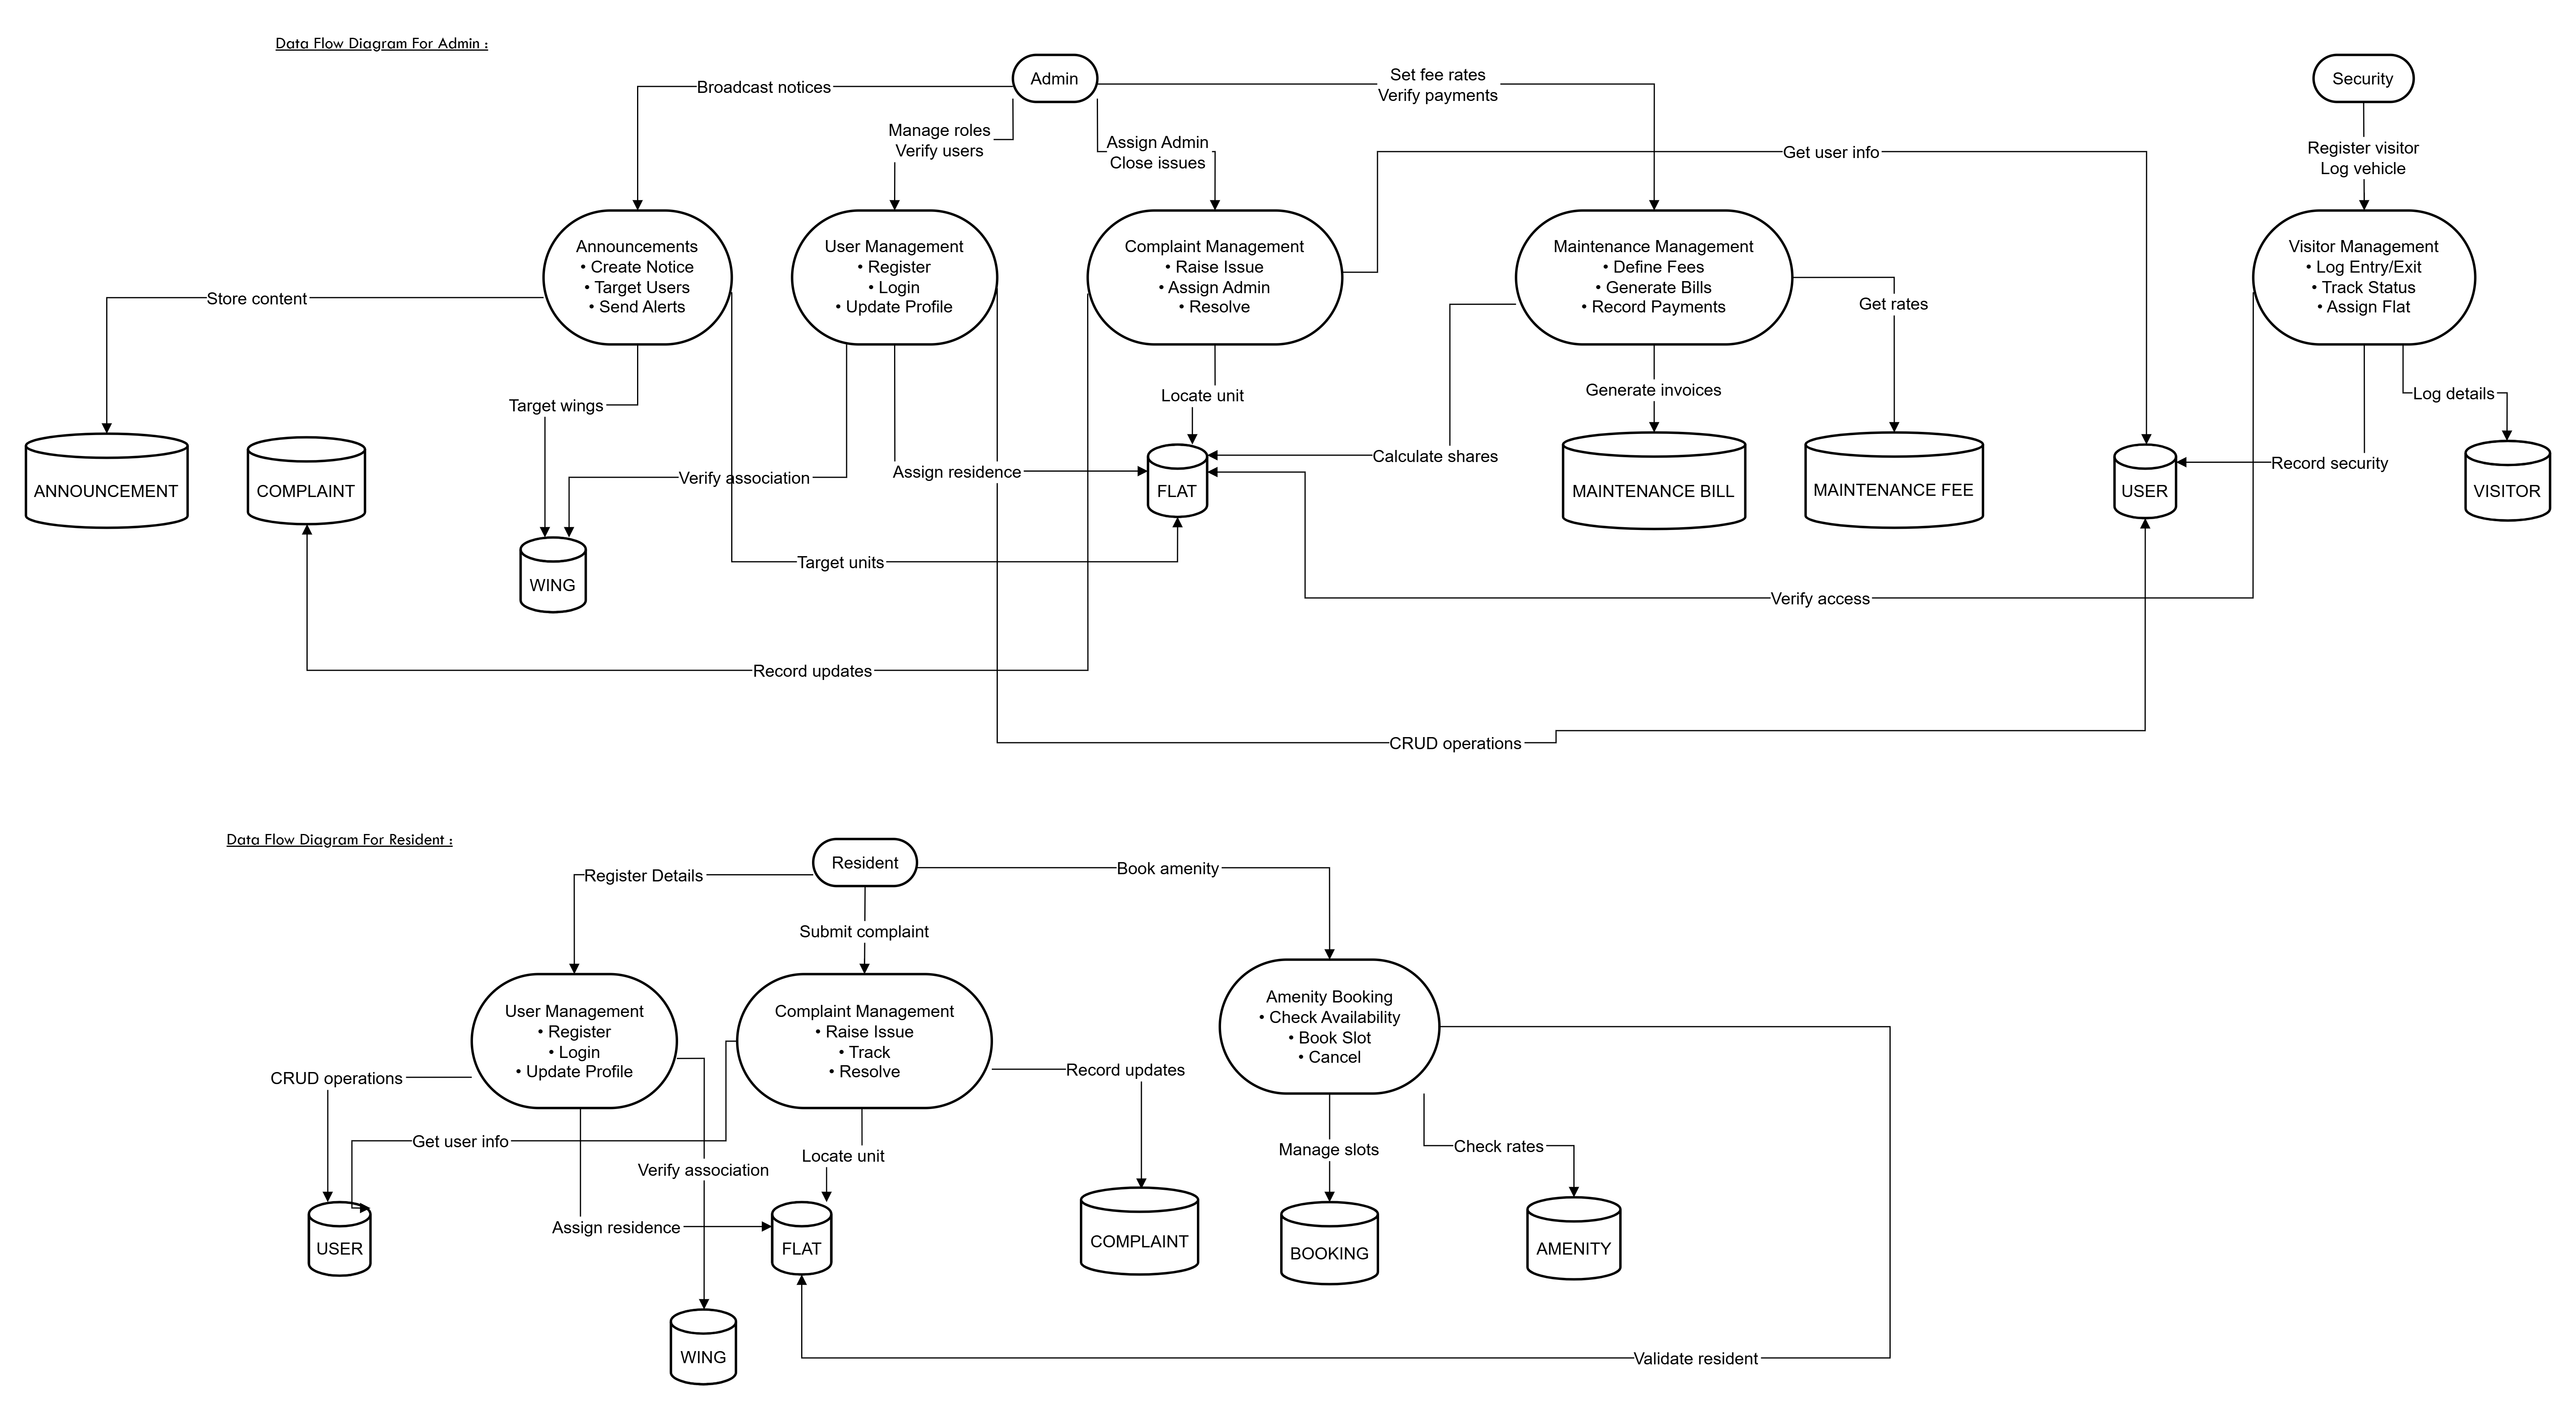 Data Flow Diagram For Admin :
Admin
Security
Broadcast notices
Set fee rates
Verify payments
Manage roles
Verify users
Assign Admin
Close issues
Get user info
Register visitor
Log vehicle
Announcements
• Create Notice
• Target Users
• Send Alerts
User Management
• Register
• Login
• Update Profile
Complaint Management
• Raise Issue
• Assign Admin
• Resolve
Maintenance Management
• Define Fees
• Generate Bills
• Record Payments
Visitor Management
• Log Entry/Exit
• Track Status
• Assign Flat
Store content
Get rates
Target wings
Locate unit
Generate invoices
Log details
Verify association
Assign residence
Calculate shares
Record security
ANNOUNCEMENT
COMPLAINT
FLAT
MAINTENANCE BILL
MAINTENANCE FEE
USER
VISITOR
WING
Target units
Verify access
Record updates
CRUD operations
Data Flow Diagram For Resident :
Resident
Register Details
Book amenity
Submit complaint
User Management
• Register
• Login
• Update Profile
Complaint Management
• Raise Issue
• Track
• Resolve
Amenity Booking
• Check Availability
• Book Slot
• Cancel
CRUD operations
Record updates
Get user info
Verify association
Locate unit
Manage slots
Check rates
Assign residence
USER
FLAT
COMPLAINT
BOOKING
AMENITY
WING
Validate resident